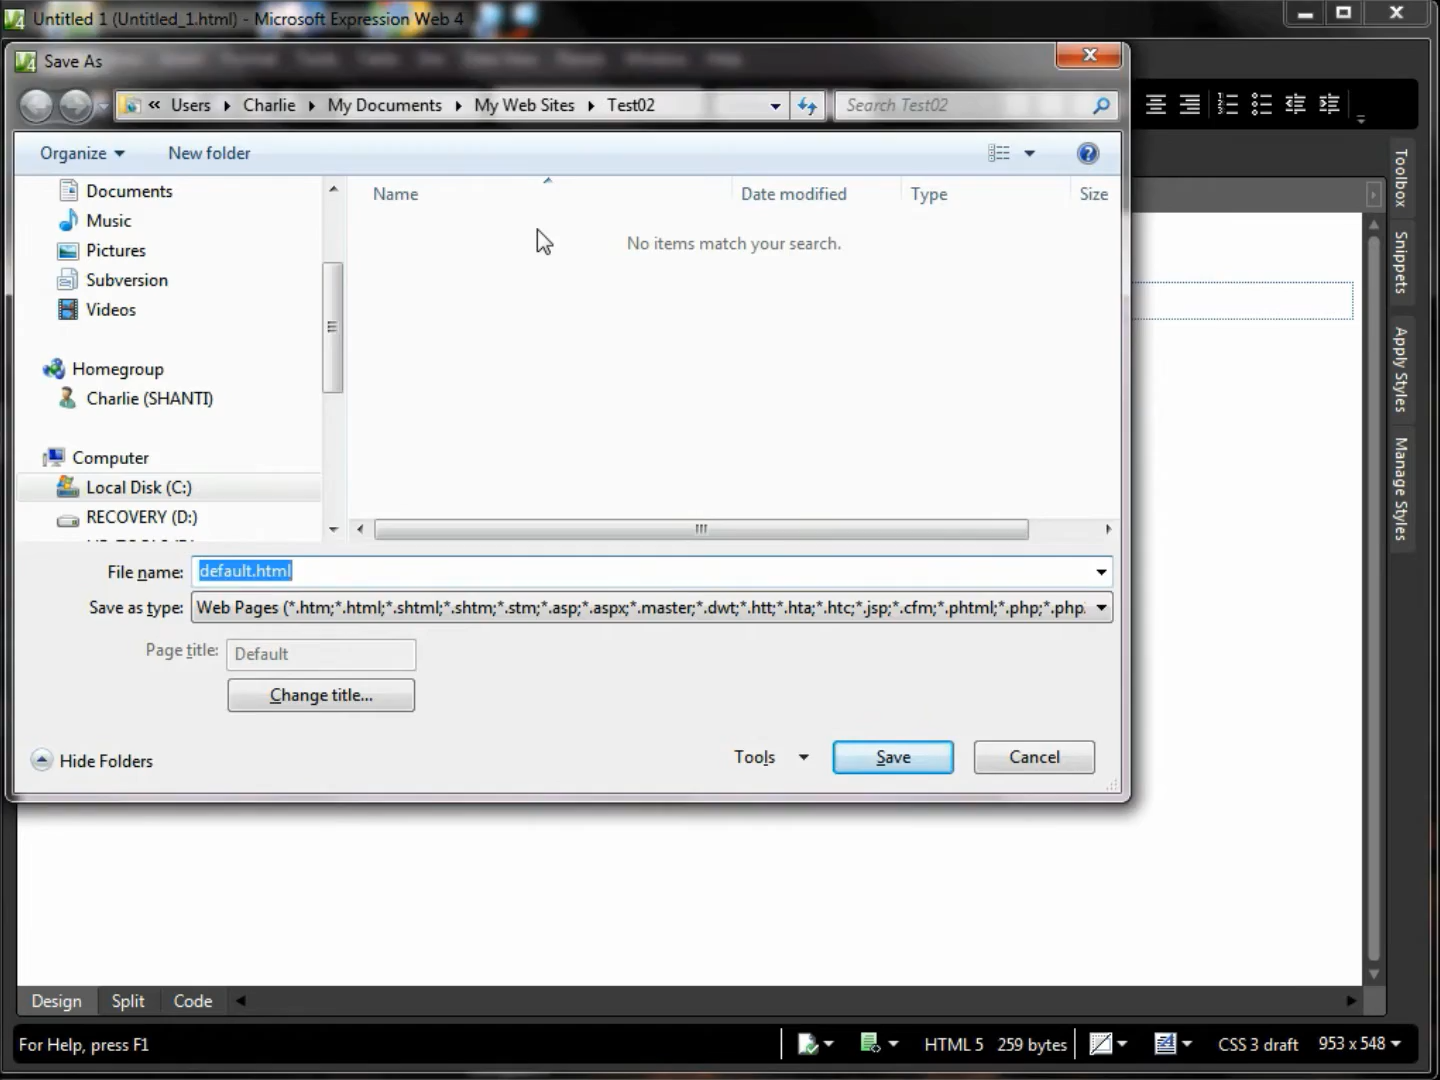 Untitled 1 (Untitled_1.html) - Microsoft Expression Web 4
Save As
« Users Charlie My Documents My Web Sites Test02
Search Test02
Organize
New folder
Documents
Music
Pictures
Subversion
Videos
Homegroup
Charlie (SHANTI)
Computer
Local Disk (C:)
RECOVERY (D:)
Name
Date modified
Type
Size
No items match your search.
File name: default.html
Save as type: Web Pages (*.htm;*.html;*.shtml;*.shtm;*.stm;*.asp;*.aspx;*.master;*.dwt;*.htt;*.hta;*.htc;*.jsp;*.cfm;*.phtml;*.php;*.php.
Page title: Default
Change title...
Hide Folders
Tools
Save
Cancel
Toolbox
Snippets
Apply Styles
Manage Styles
Design
Split
Code
For Help, press F1
HTML 5
259 bytes
CSS 3 draft
953 x 548